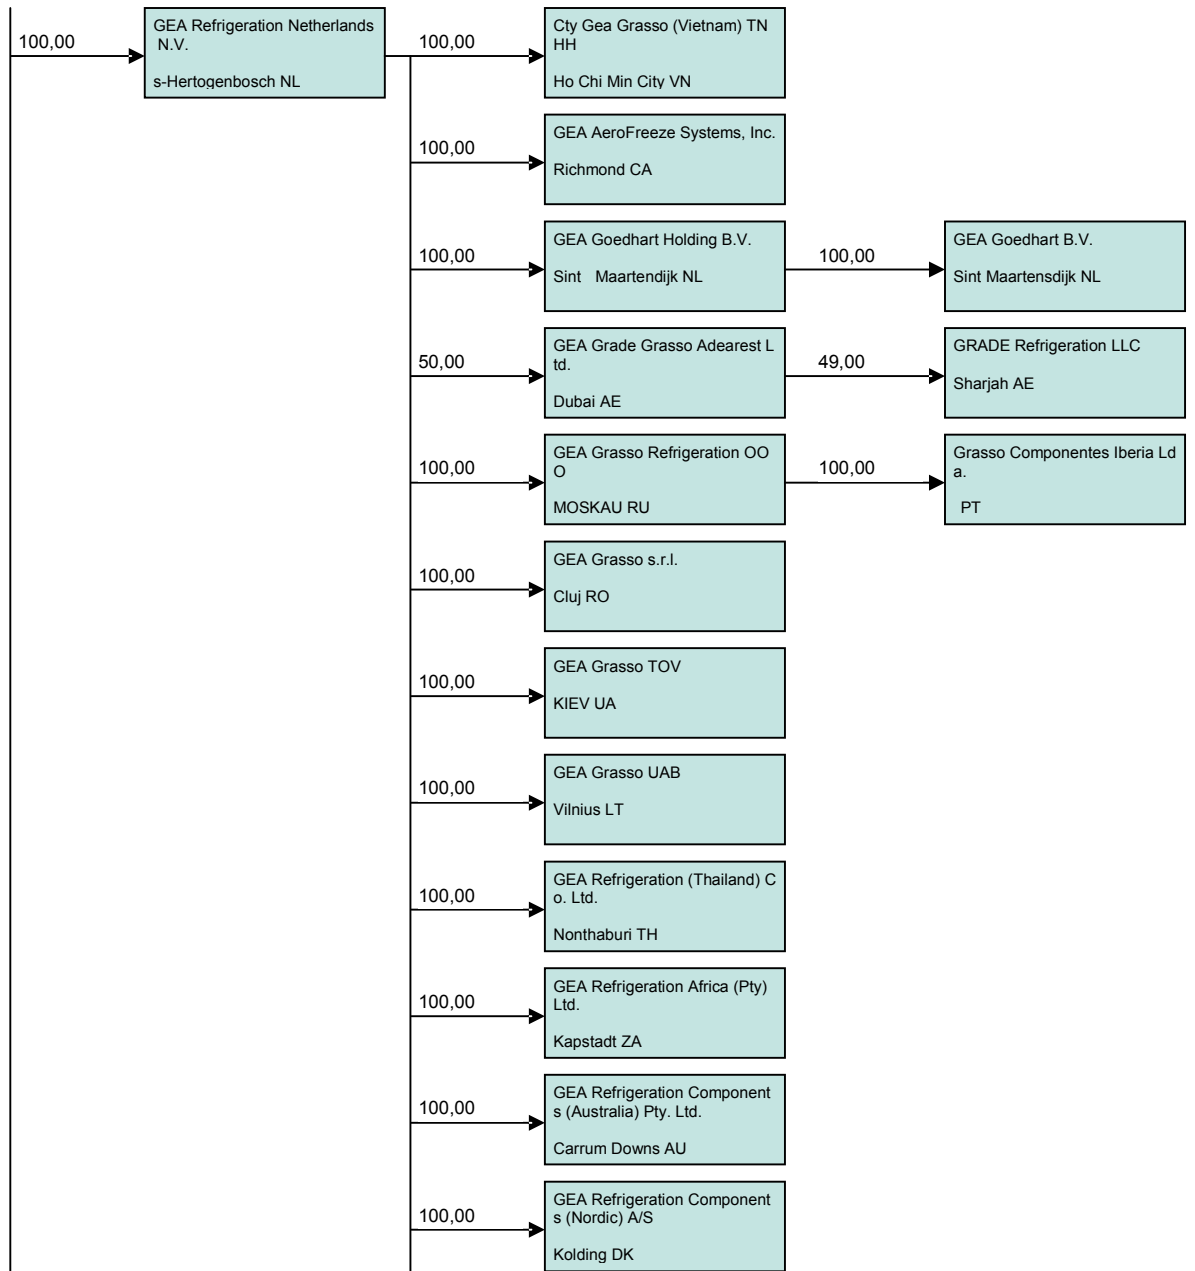 GEA Refrigeration Netherlands
N.V.
s-Hertogenbosch NL
100,00
100,00
Cty Gea Grasso (Vietnam) TN
HH
Ho Chi Min City VN
100,00
GEA AeroFreeze Systems, Inc.
Richmond CA
100,00
GEA Goedhart Holding B.V.
Sint Maartendijk NL
100,00
GEA Goedhart B.V.
Sint Maartensdijk NL
50,00
GEA Grade Grasso Adearest L
td.
Dubai AE
49,00
GRADE Refrigeration LLC
Sharjah AE
100,00
GEA Grasso Refrigeration OO
O
MOSKAU RU
100,00
Grasso Componentes Iberia Ld
a.
PT
100,00
GEA Grasso s.r.l.
Cluj RO
100,00
GEA Grasso TOV
KIEV UA
100,00
GEA Grasso UAB
Vilnius LT
100,00
GEA Refrigeration (Thailand) C
o. Ltd.
Nonthaburi TH
100,00
GEA Refrigeration Africa (Pty)
Ltd.
Kapstadt ZA
100,00
GEA Refrigeration Component
s (Australia) Pty. Ltd.
Carrum Downs AU
100,00
GEA Refrigeration Component
s (Nordic) A/S
Kolding DK